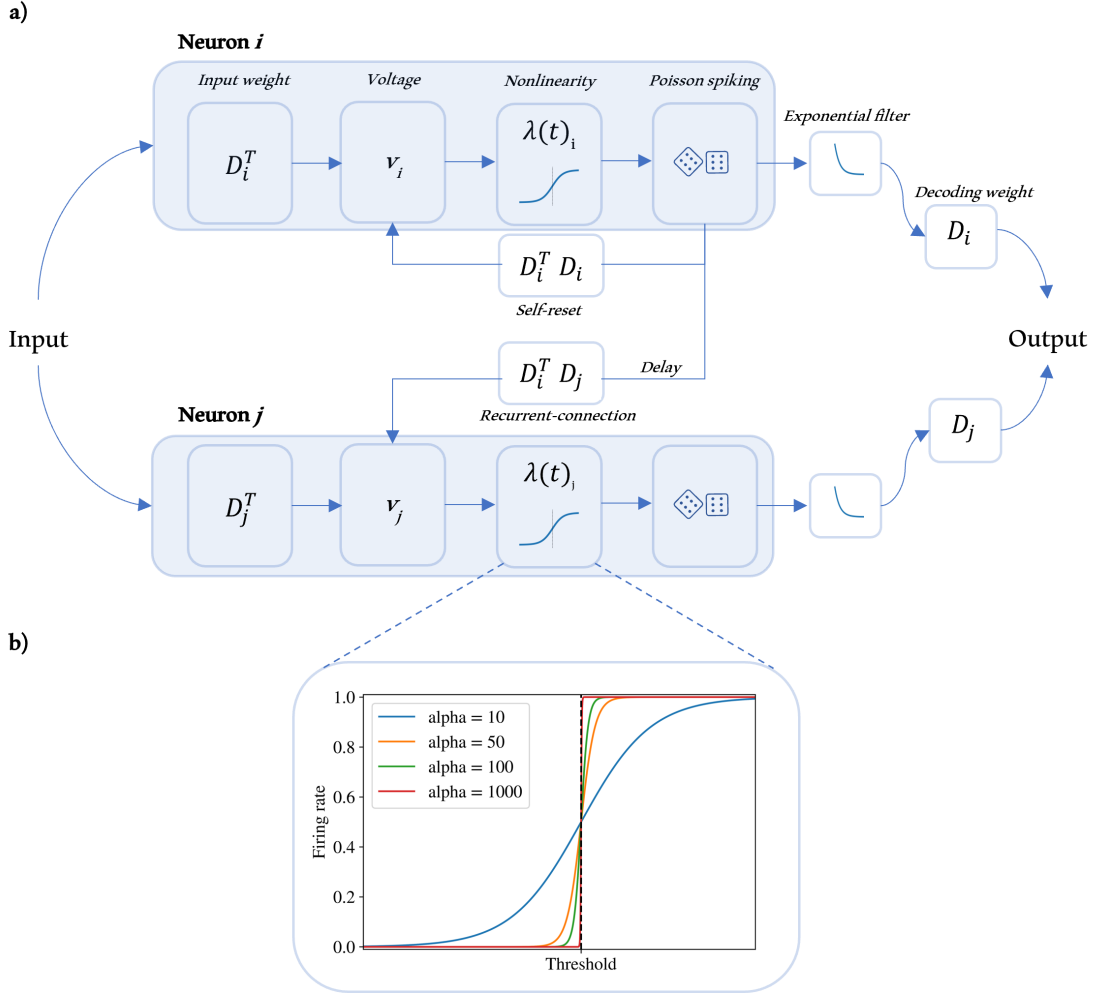 a)
Neuron i
Input weight
Voltage
Nonlinearity
Poisson spiking
D_i^T
v_i
λ(t)_i
Exponential filter
Decoding weight
D_i
D_i^T D_i
Self-reset
Input
Output
D_i^T D_j
Delay
Recurrent-connection
Neuron j
D_j^T
v_j
λ(t)_j
D_j
b)
1.0
0.8
0.6
0.4
0.2
0.0
Firing rate
alpha = 10
alpha = 50
alpha = 100
alpha = 1000
Threshold